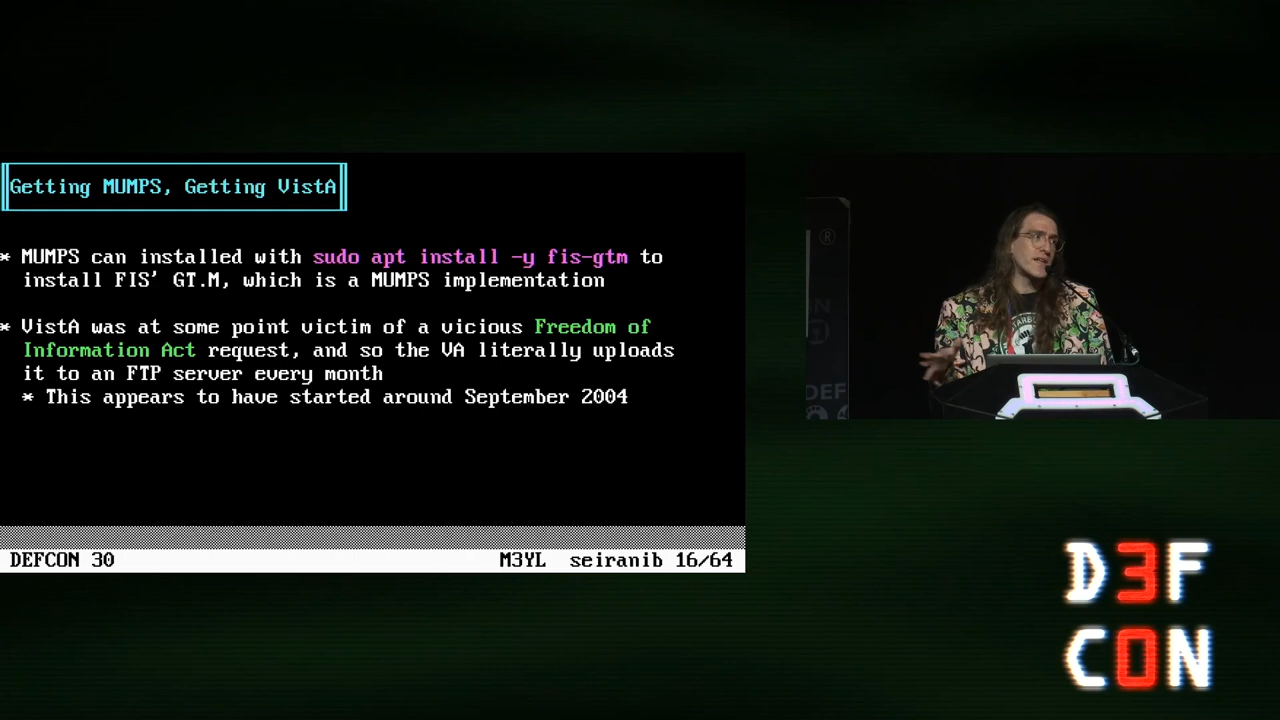 Getting MUMPS, Getting VistA
* MUMPS can installed with sudo apt install -y fis-gtm to
install FIS' GT.M, which is a MUMPS implementation
* VistA was at some point victim of a vicious Freedom of
Information Act request, and so the VA literally uploads
it to an FTP server every month
* This appears to have started around September 2004
DEFCON 30 M3YL seiranib 16/64
®
DEF
D3F
C0N